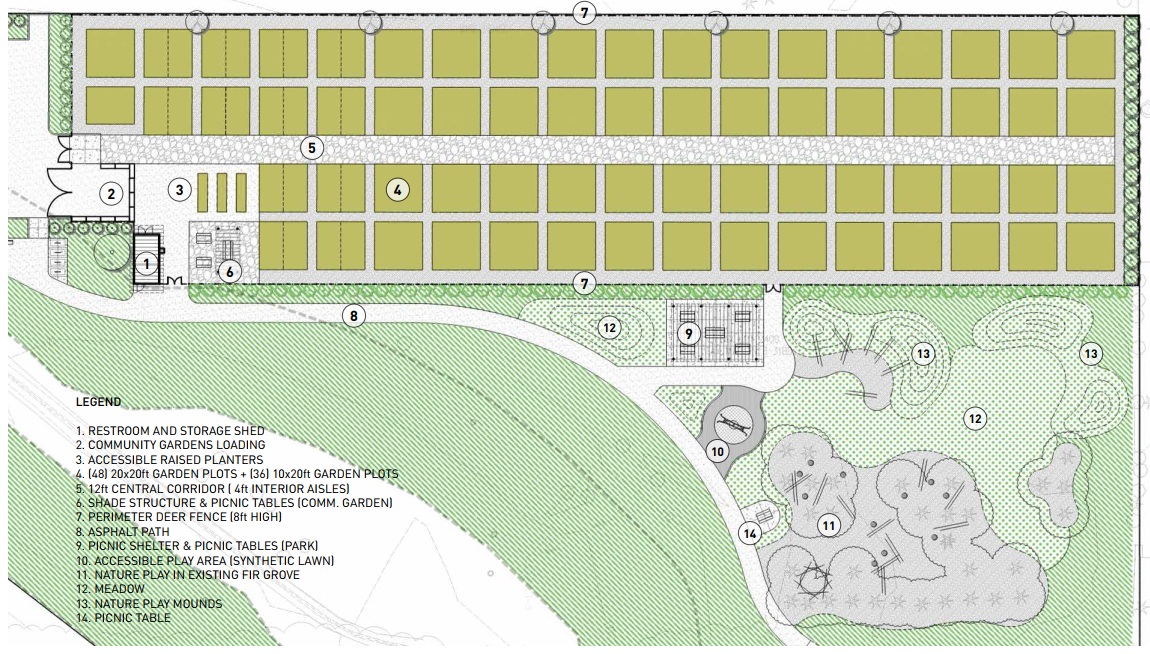 7
5
2
3
4
1
6
7
8
12
9
13
13
12
10
11
14
LEGEND
1. RESTROOM AND STORAGE SHED
2. COMMUNITY GARDENS LOADING
3. ACCESSIBLE RAISED PLANTERS
4. (48) 20x20ft GARDEN PLOTS + (36) 10x20ft GARDEN PLOTS
5. 12ft CENTRAL CORRIDOR ( 4ft INTERIOR AISLES)
6. SHADE STRUCTURE & PICNIC TABLES (COMM. GARDEN)
7. PERIMETER DEER FENCE (8ft HIGH)
8. ASPHALT PATH
9. PICNIC SHELTER & PICNIC TABLES (PARK)
10. ACCESSIBLE PLAY AREA (SYNTHETIC LAWN)
11. NATURE PLAY IN EXISTING FIR GROVE
12. MEADOW
13. NATURE PLAY MOUNDS
14. PICNIC TABLE